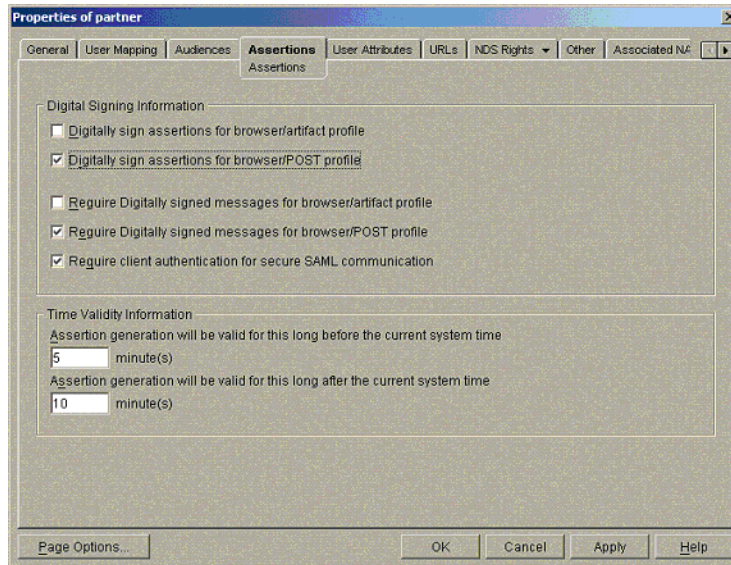 Properties of partner
General User Mapping Audiences Assertions User Attributes URLs NDS Rights Other Associated NA
Assertions
Digital Signing Information
Digitally sign assertions for browser/artifact profile
Digitally sign assertions for browser/POST profile
Require Digitally signed messages for browser/artifact profile
Require Digitally signed messages for browser/POST profile
Require client authentication for secure SAML communication
Time Validity Information
Assertion generation will be valid for this long before the current system time
5 minute(s)
Assertion generation will be valid for this long after the current system time
10 minute(s)
Page Options... OK Cancel Apply Help